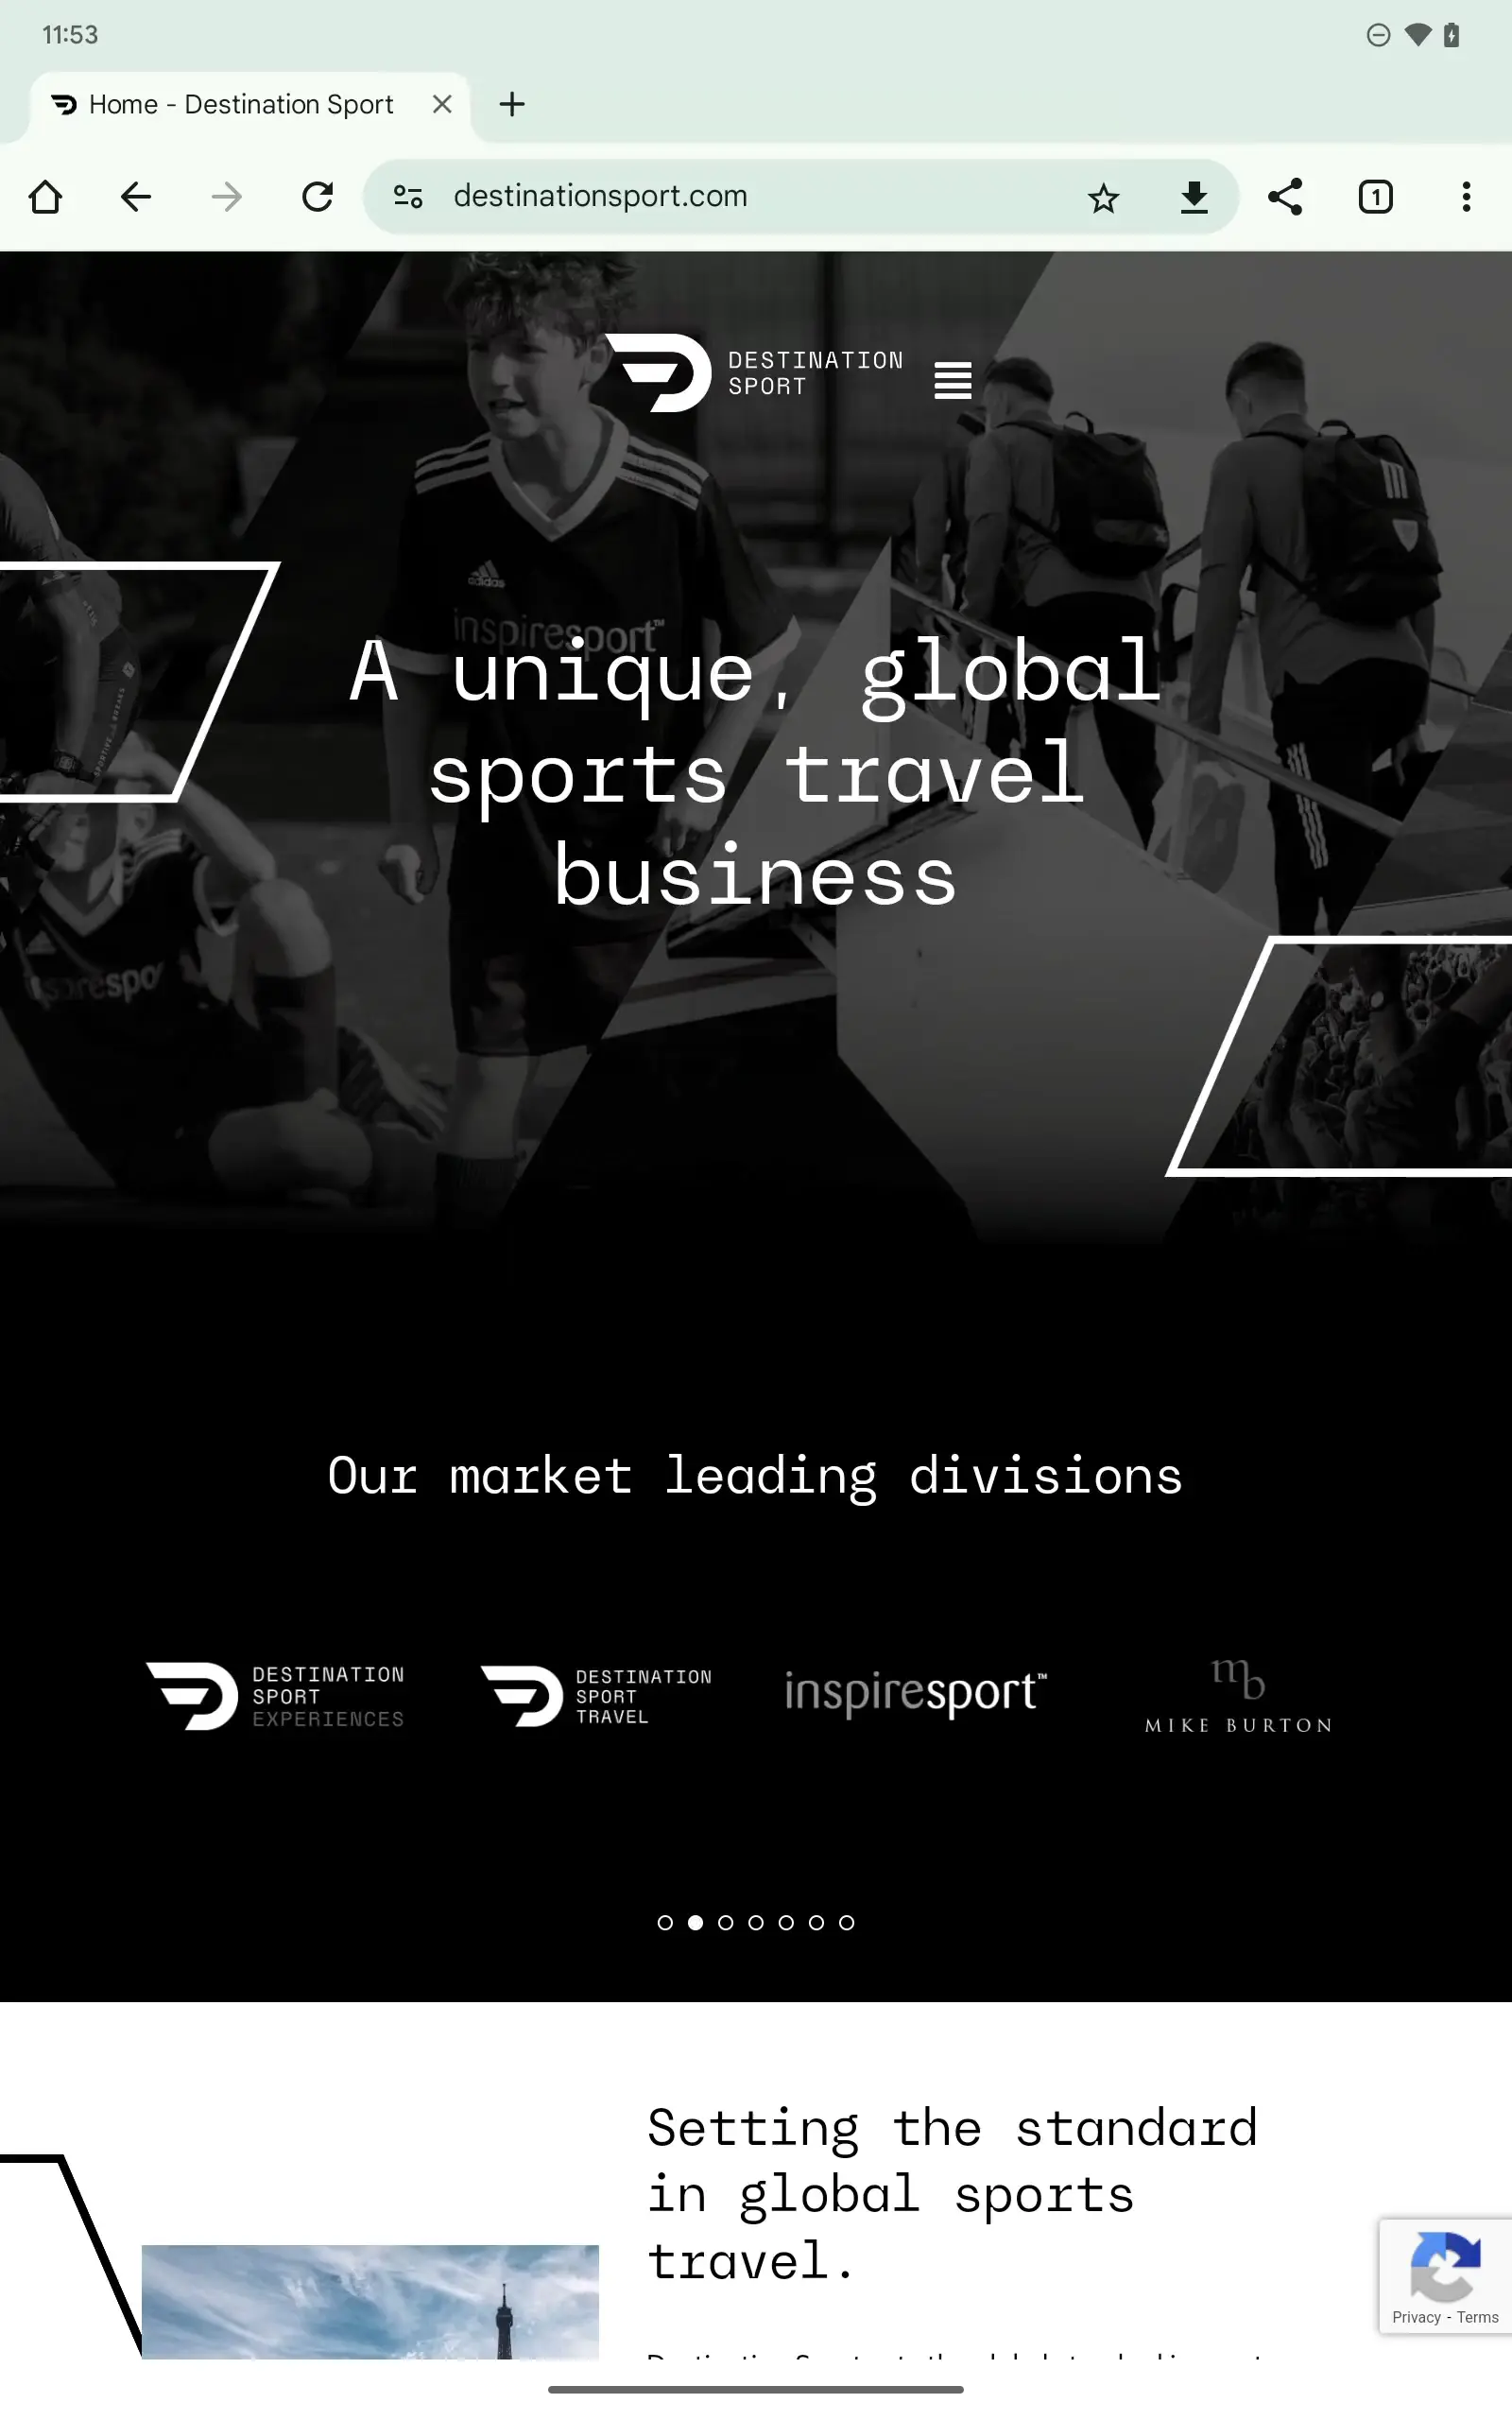 11:53
Home - Destination Sport
destinationsport.com
1
DESTINATION
SPORT
adidas
inspiresport™
A unique, global
sports travel
business
Our market leading divisions
DESTINATION
SPORT
EXPERIENCES
DESTINATION
SPORT
TRAVEL
inspiresport™
mb
MIKE BURTON
Setting the standard
in global sports
travel.
Privacy - Terms